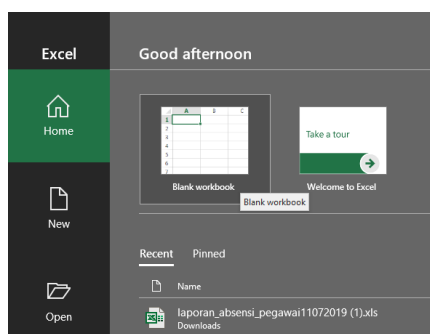 Excel
Good afternoon
Home
New
Open
A B C
1
2
3
4
5
6
7
Take a tour
Blank workbook
Welcome to Excel
Blank workbook
Recent Pinned
Name
laporan_absensi_pegawai11072019 (1).xls
Downloads